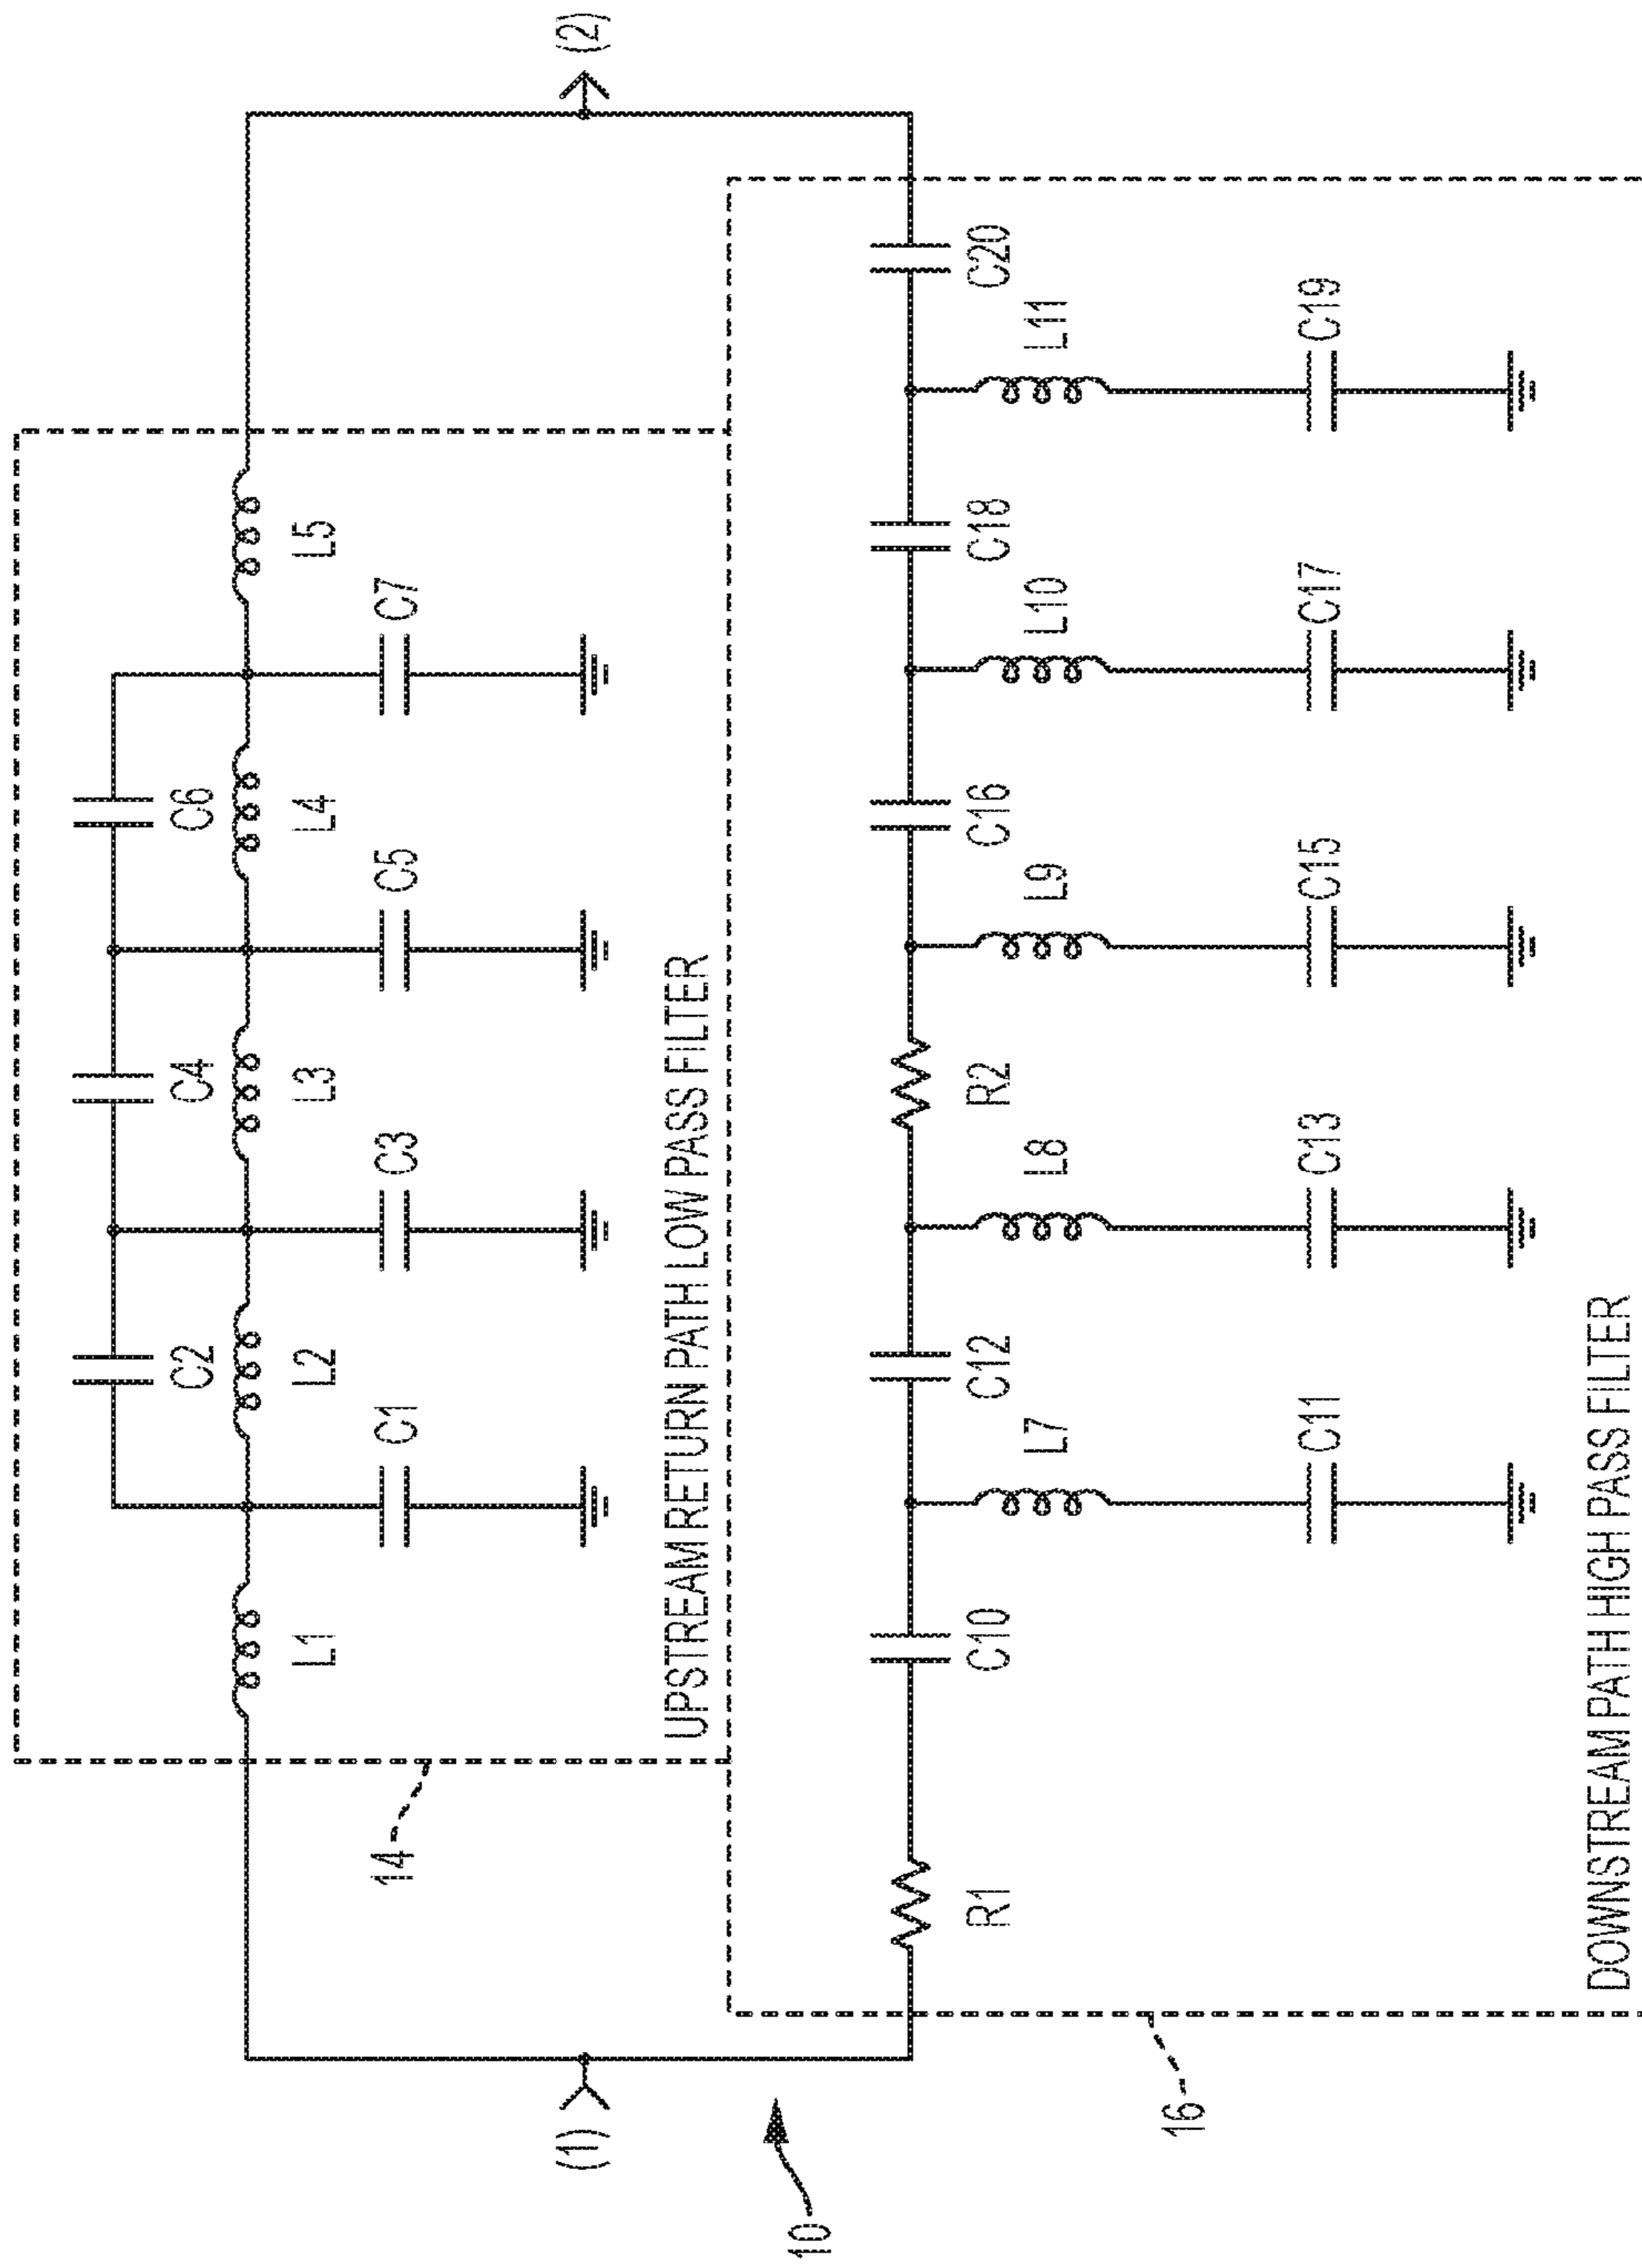 C2
C4
C6
L1
L2
L3
L4
L5
C1
C3
C5
C7
14
UPSTREAM RETURN PATH LOW PASS FILTER
(1)
(2)
10
R1
C10
C12
R2
C16
C18
C20
L7
L8
L9
L10
L11
16
C11
C13
C15
C17
C19
DOWNSTREAM PATH HIGH PASS FILTER